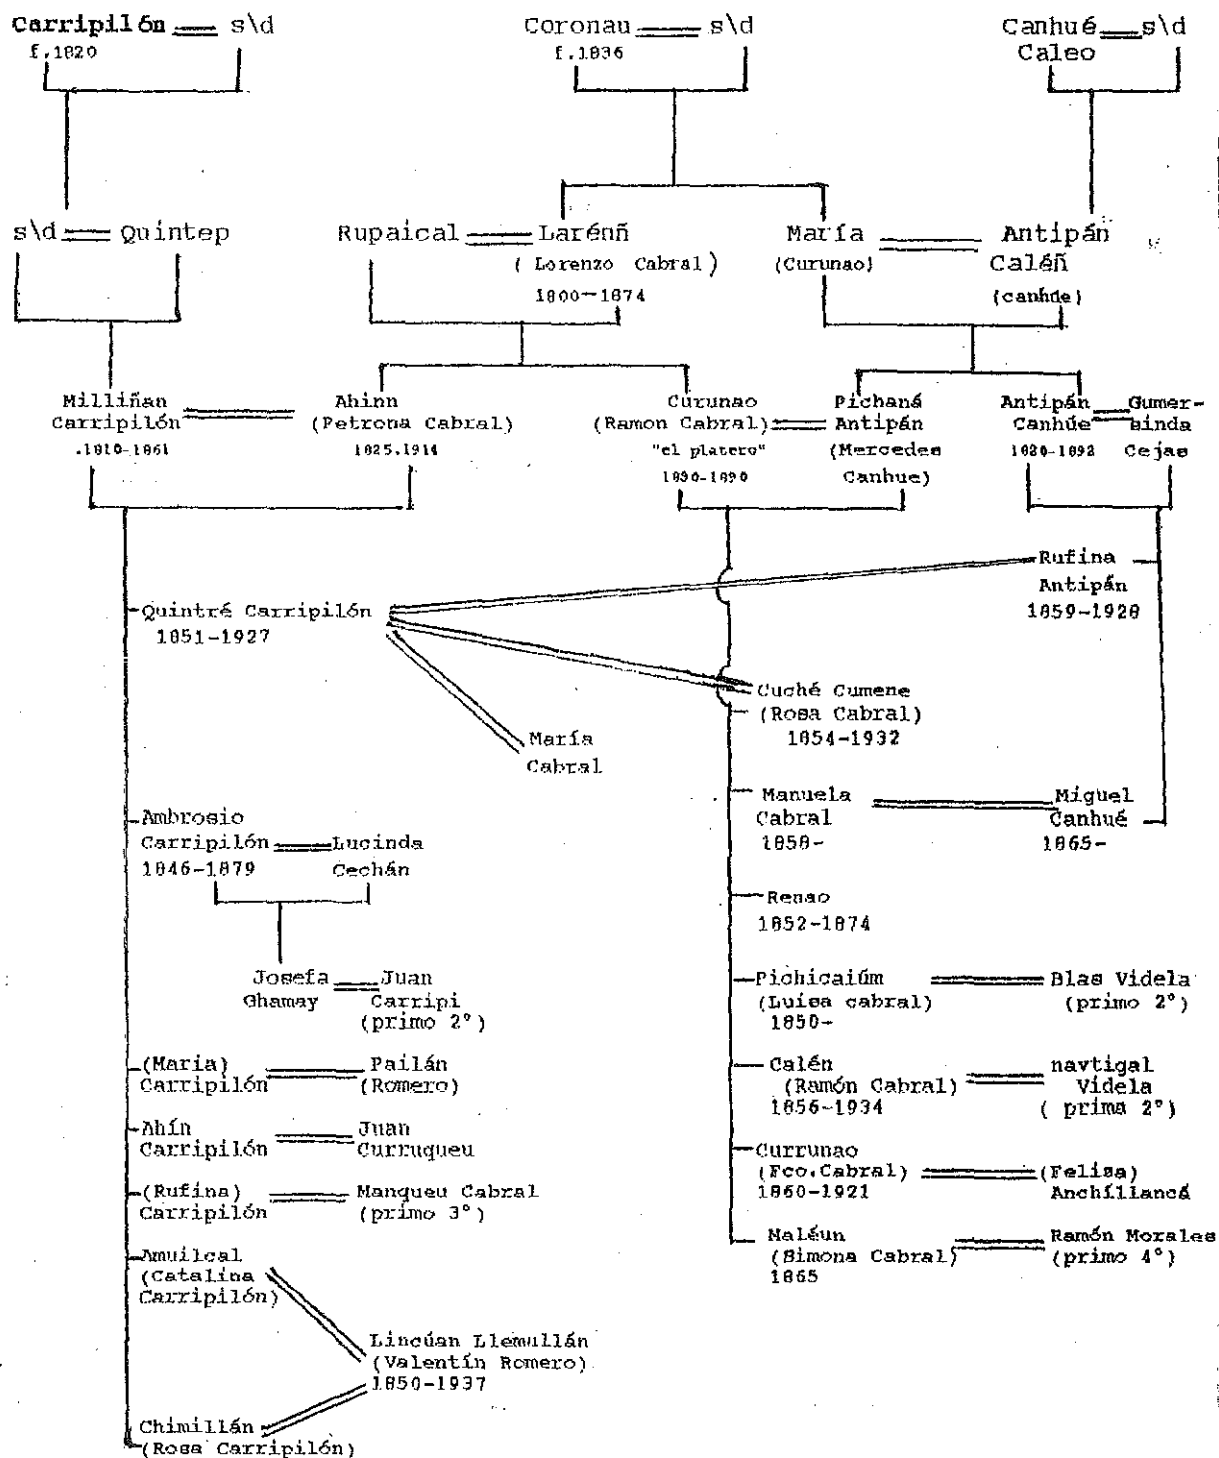 Carripilón s\d
f.1820
Coronau s\d
f.1836
Canhué s\d
Caleo
s\d Quintep
Rupaical Larénñ
(Lorenzo Cabral)
1800-1874
María Antipán
(Curunao) Caléñ
(canhúe)
Milliñan
Carripilón
.1810-1861
Ahinn
(Petrona Cabral)
1825.1914
Curunao
(Ramon Cabral)
"el platero"
1890-1890
Pichaná
Antipán
(Mercedes
Canhue)
Antipán
Canhúe
1820-1892
Gumer-
sinda
Cejas
Rufina
Antipán
1859-1928
Quintré Carripilón
1851-1927
Cuché Cumene
(Rosa Cabral)
1854-1932
María
Cabral
Manuela
Cabral
1858-
Miguel
Canhué
1865-
Ambrosio
Carripilón
1846-1879
Lucinda
Cechán
Renao
1852-1874
Josefa
Ghamay
Juan
Carripi
(primo 2°)
Pichicaiúm
(Luisa cabral)
1850-
Blas Videla
(primo 2°)
(Maria)
Carripilón
Pailán
(Romero)
Calén
(Ramón Cabral)
1856-1934
navtigal
Videla
( prima 2°)
Ahín
Carripilón
Juan
Curruqueu
Currunao
(Fco.Cabral)
1860-1921
(Felisa)
Anchíliancá
(Rufina)
Carripilón
Manqueu Cabral
(primo 3°)
Maléun
(Simona Cabral)
1865
Ramón Morales
(primo 4°)
Amuilcal
(Catalina
Carripilón)
Lincúan Llemullán
(Valentín Romero)
1850-1937
Chimillán
(Rosa Carripilón)